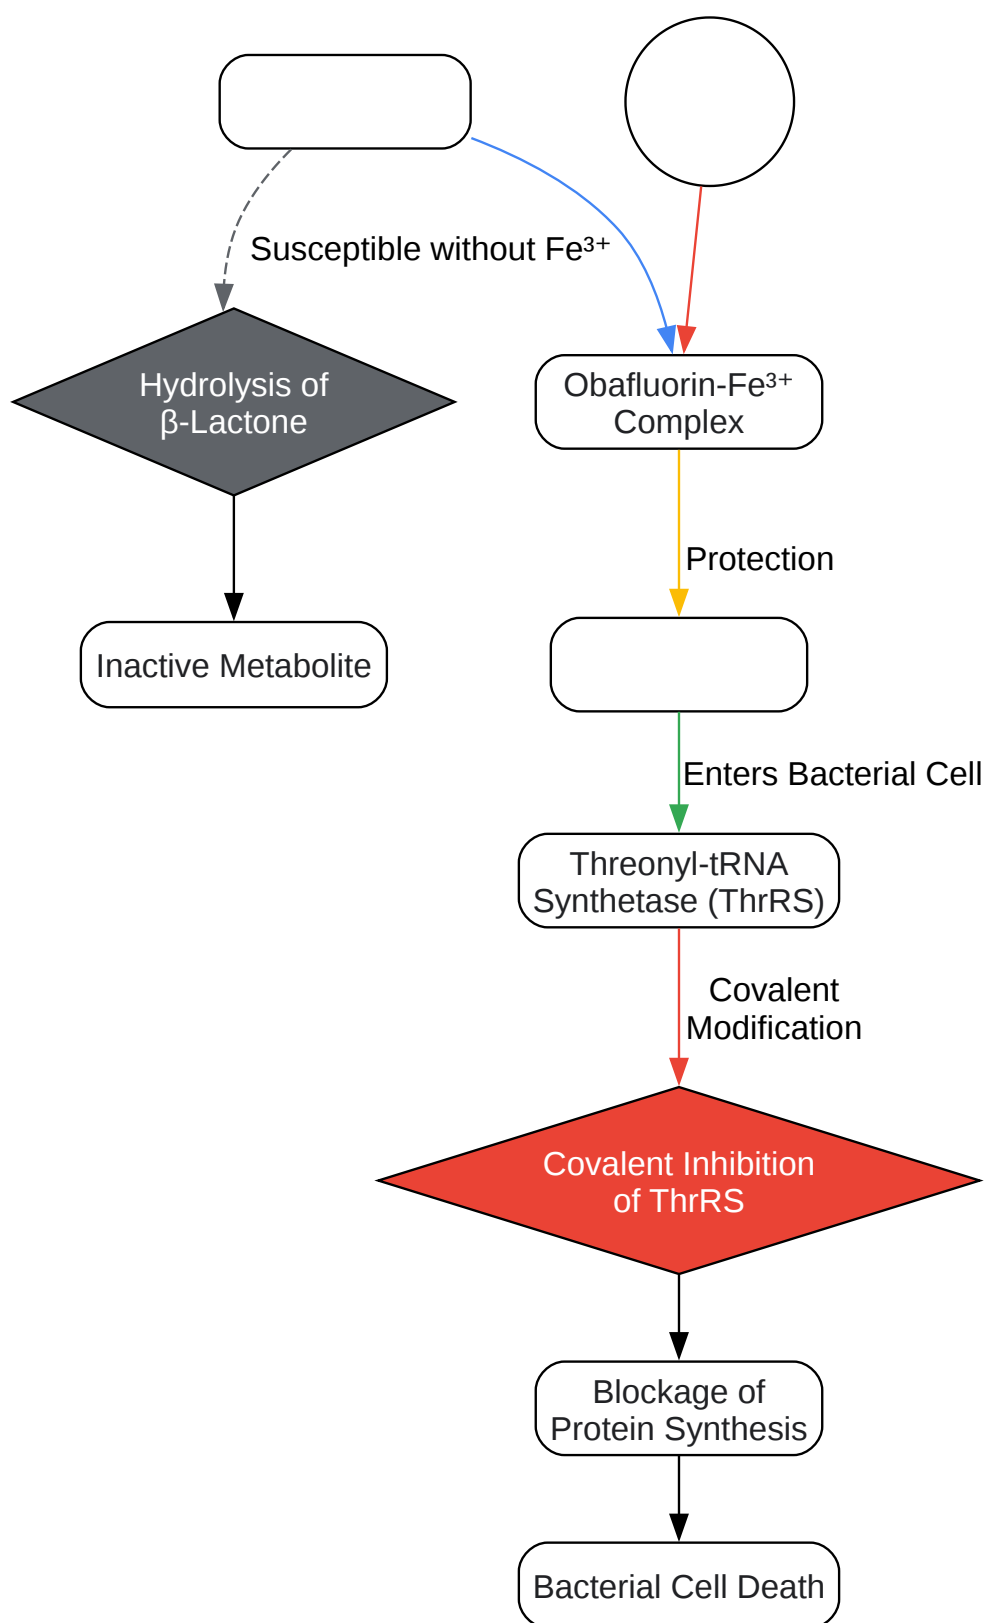 Susceptible without Fe³⁺
Hydrolysis of
β-Lactone
Obafluorin-Fe³⁺
Complex
Protection
Inactive Metabolite
Enters Bacterial Cell
Threonyl-tRNA
Synthetase (ThrRS)
Covalent
Modification
Covalent Inhibition
of ThrRS
Blockage of
Protein Synthesis
Bacterial Cell Death